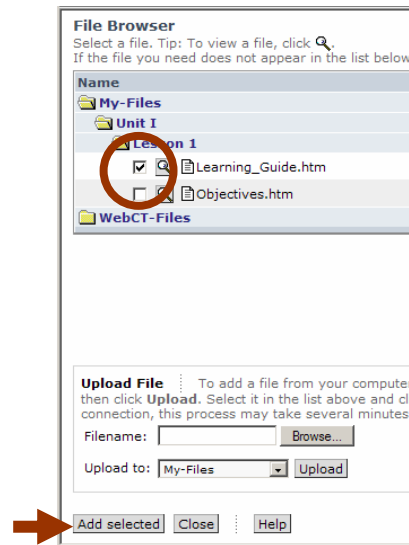 File Browser
Select a file. Tip: To view a file, click
If the file you need does not appear in the list below
Name
My-Files
Unit I
Lesson 1
Learning_Guide.htm
Objectives.htm
WebCT-Files
Upload File To add a file from your computer
then click Upload. Select it in the list above and cl
connection, this process may take several minutes
Filename: Browse...
Upload to: My-Files Upload
Add selected Close Help